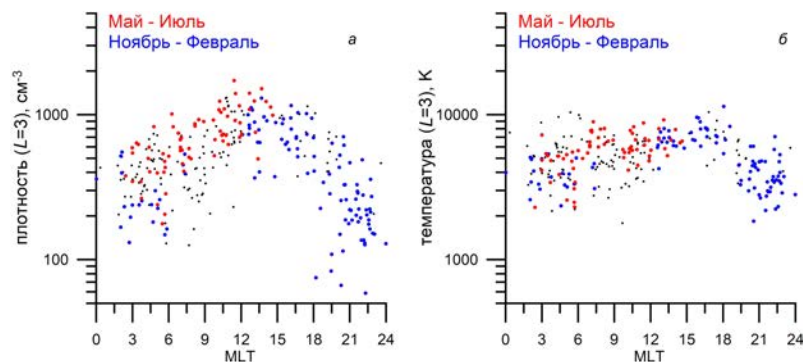 Май - Июль
Ноябрь - Февраль
а
плотность (L=3), см-3
1000
100
0 3 6 9 12 15 18 21 24
MLT
Май - Июль
Ноябрь - Февраль
б
температура (L=3), К
10000
1000
0 3 6 9 12 15 18 21 24
MLT